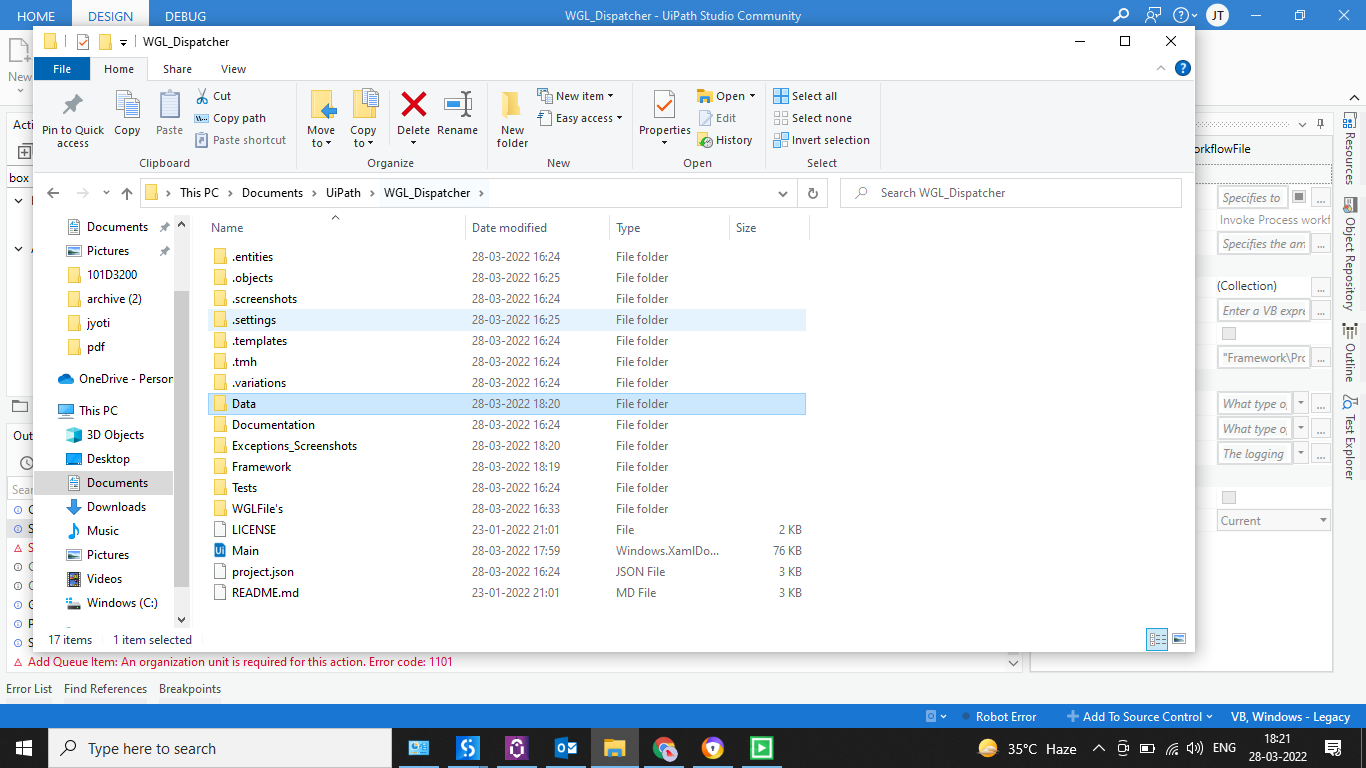 HOME DESIGN DEBUG WGL_Dispatcher - UiPath Studio Community JT
WGL_Dispatcher
New
File Home Share View
Pin to Quick access
Copy
Paste
Cut
Copy path
Paste shortcut
Clipboard
Move to
Copy to
Delete
Rename
Organize
New folder
New item
Easy access
New
Properties
Open
Edit
History
Open
Select all
Select none
Invert selection
Select
Acti
box
This PC Documents UiPath WGL_Dispatcher
Search WGL_Dispatcher
Documents
Pictures
101D3200
archive (2)
jyoti
pdf
OneDrive - Person
This PC
3D Objects
Desktop
Documents
Downloads
Music
Pictures
Videos
Windows (C:)
Name Date modified Type Size
.entities 28-03-2022 16:24 File folder
.objects 28-03-2022 16:25 File folder
.screenshots 28-03-2022 16:24 File folder
.settings 28-03-2022 16:25 File folder
.templates 28-03-2022 16:24 File folder
.tmh 28-03-2022 16:24 File folder
.variations 28-03-2022 16:24 File folder
Data 28-03-2022 18:20 File folder
Documentation 28-03-2022 16:24 File folder
Exceptions_Screenshots 28-03-2022 18:20 File folder
Framework 28-03-2022 18:19 File folder
Tests 28-03-2022 16:24 File folder
WGLFile's 28-03-2022 16:33 File folder
LICENSE 23-01-2022 21:01 File 2 KB
Main 28-03-2022 17:59 Windows.XamlDo... 76 KB
project.json 28-03-2022 16:24 JSON File 3 KB
README.md 23-01-2022 21:01 MD File 3 KB
17 items 1 item selected
Out
Sear
orkflowFile
Specifies to ...
Invoke Process workf
Specifies the am ...
(Collection) ...
Enter a VB expre ...
"Framework\Pro ...
What type o ...
What type o ...
The logging ...
Current
Resources
Object Repository
Outline
Test Explorer
Add Queue Item: An organization unit is required for this action. Error code: 1101
Error List Find References Breakpoints
Robot Error Add To Source Control VB, Windows - Legacy
Type here to search
35°C Haze ENG
18:21
28-03-2022